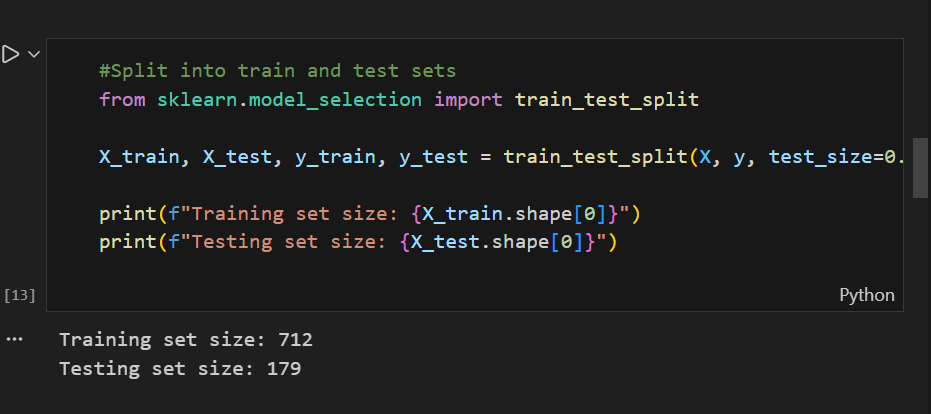 #Split into train and test sets
from sklearn.model_selection import train_test_split
X_train, X_test, y_train, y_test = train_test_split(X, y, test_size=0.
print(f"Training set size: {X_train.shape[0]}")
print(f"Testing set size: {X_test.shape[0]}")
[13]
Python
Training set size: 712
Testing set size: 179